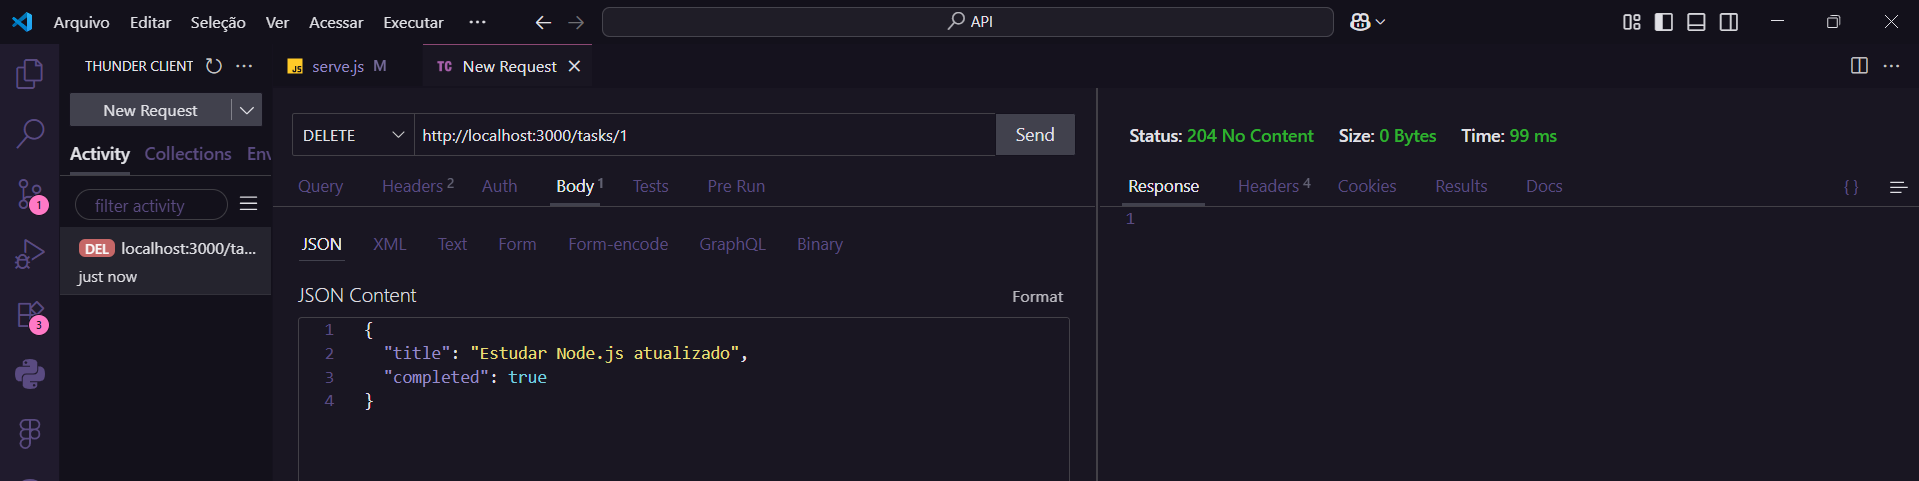 Arquivo Editar Seleção Ver Acessar Executar ··· API
THUNDER CLIENT ···
JS serve.js M
TC New Request
New Request
Activity Collections Env
filter activity
DEL localhost:3000/ta...
just now
1
3
DELETE http://localhost:3000/tasks/1 Send
Query Headers 2 Auth Body 1 Tests Pre Run
JSON XML Text Form Form-encode GraphQL Binary
JSON Content Format
1 {
2 "title": "Estudar Node.js atualizado",
3 "completed": true
4 }
Status: 204 No Content Size: 0 Bytes Time: 99 ms
Response Headers 4 Cookies Results Docs { }
1